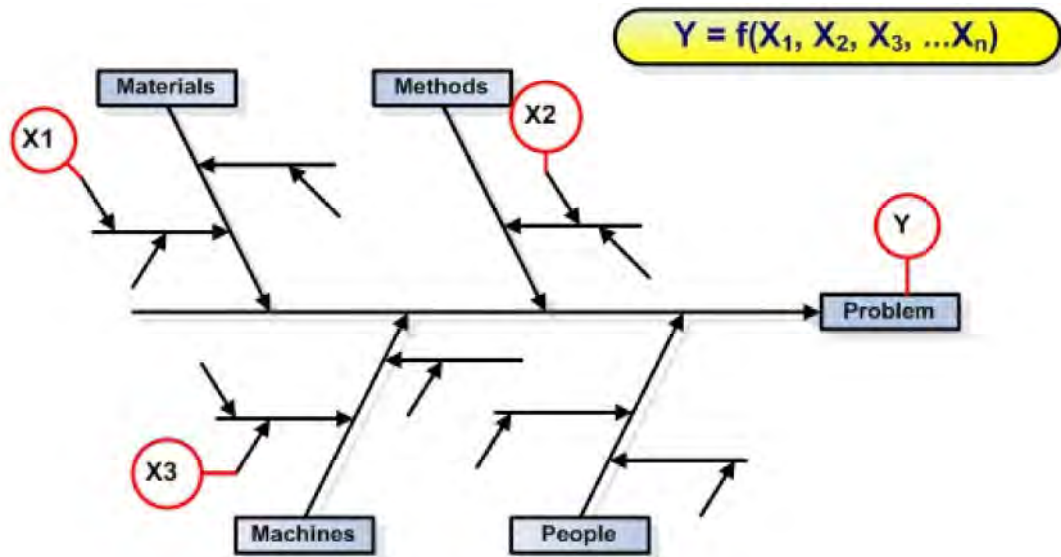 Y = f(X₁, X₂, X₃, ...Xₙ)
Materials
Methods
X1
X2
Y
Problem
X3
Machines
People